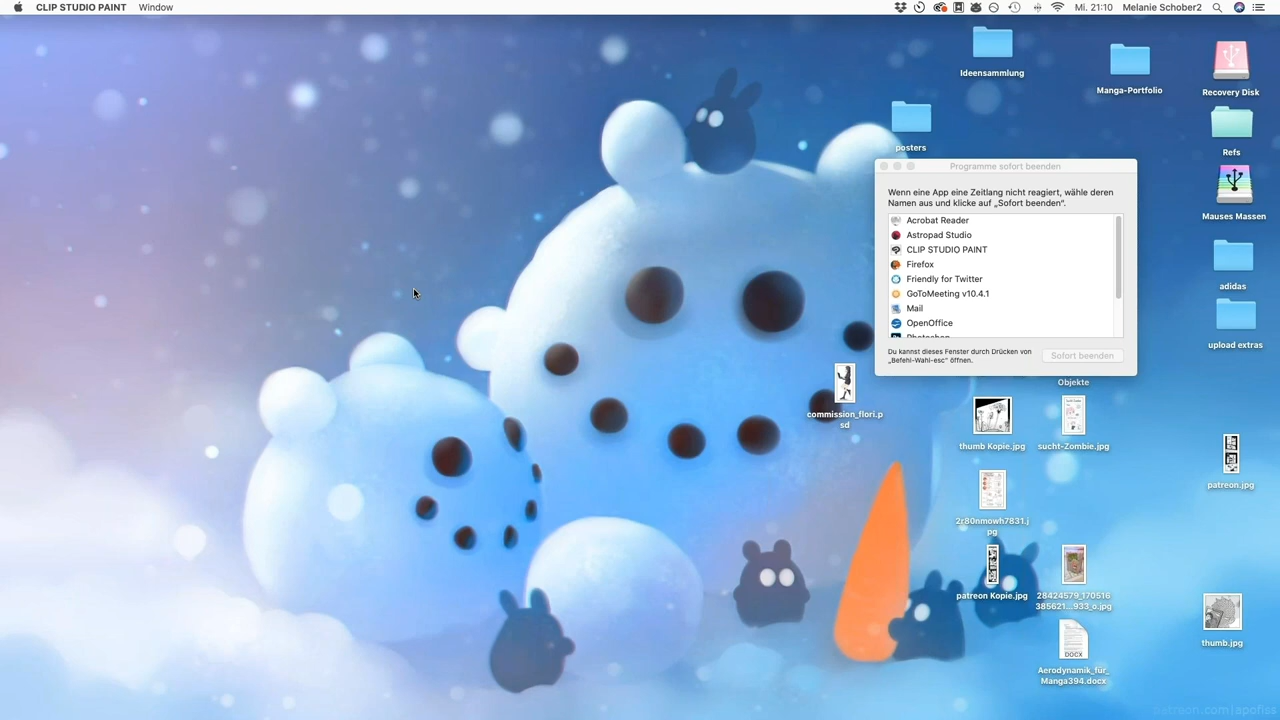 CLIP STUDIO PAINT Window
Mi. 21:10 Melanie Schober2
Ideensammlung
Manga-Portfolio
Recovery Disk
posters
Refs
Mauses Massen
adidas
upload extras
Programme sofort beenden
Wenn eine App eine Zeitlang nicht reagiert, wähle deren
Namen aus und klicke auf „Sofort beenden“.
Acrobat Reader
Astropad Studio
CLIP STUDIO PAINT
Firefox
Friendly for Twitter
GoToMeeting v10.4.1
Mail
OpenOffice
Photoshop
Du kannst dieses Fenster durch Drücken von
„Befehl-Wahl-esc“ öffnen.
Sofort beenden
Objekte
commission_flori.p
sd
thumb Kopie.jpg
sucht-Zombie.jpg
patreon.jpg
2r80nmowh7831.j
pg
patreon Kopie.jpg
28424579_170516
385621...933_o.jpg
thumb.jpg
DOCX
Aerodynamik_für_
Manga394.docx
patreon.com/apofiss